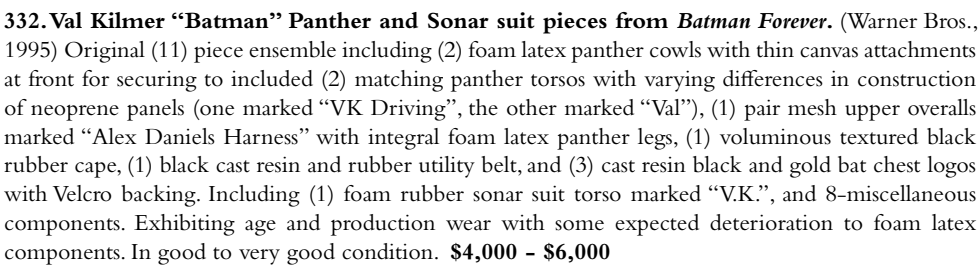 332. Val Kilmer “Batman” Panther and Sonar suit pieces from Batman Forever. (Warner Bros.,
1995) Original (11) piece ensemble including (2) foam latex panther cowls with thin canvas attachments
at front for securing to included (2) matching panther torsos with varying differences in construction
of neoprene panels (one marked “VK Driving”, the other marked “Val”), (1) pair mesh upper overalls
marked “Alex Daniels Harness” with integral foam latex panther legs, (1) voluminous textured black
rubber cape, (1) black cast resin and rubber utility belt, and (3) cast resin black and gold bat chest logos
with Velcro backing. Including (1) foam rubber sonar suit torso marked “V.K.”, and 8-miscellaneous
components. Exhibiting age and production wear with some expected deterioration to foam latex
components. In good to very good condition. $4,000 - $6,000